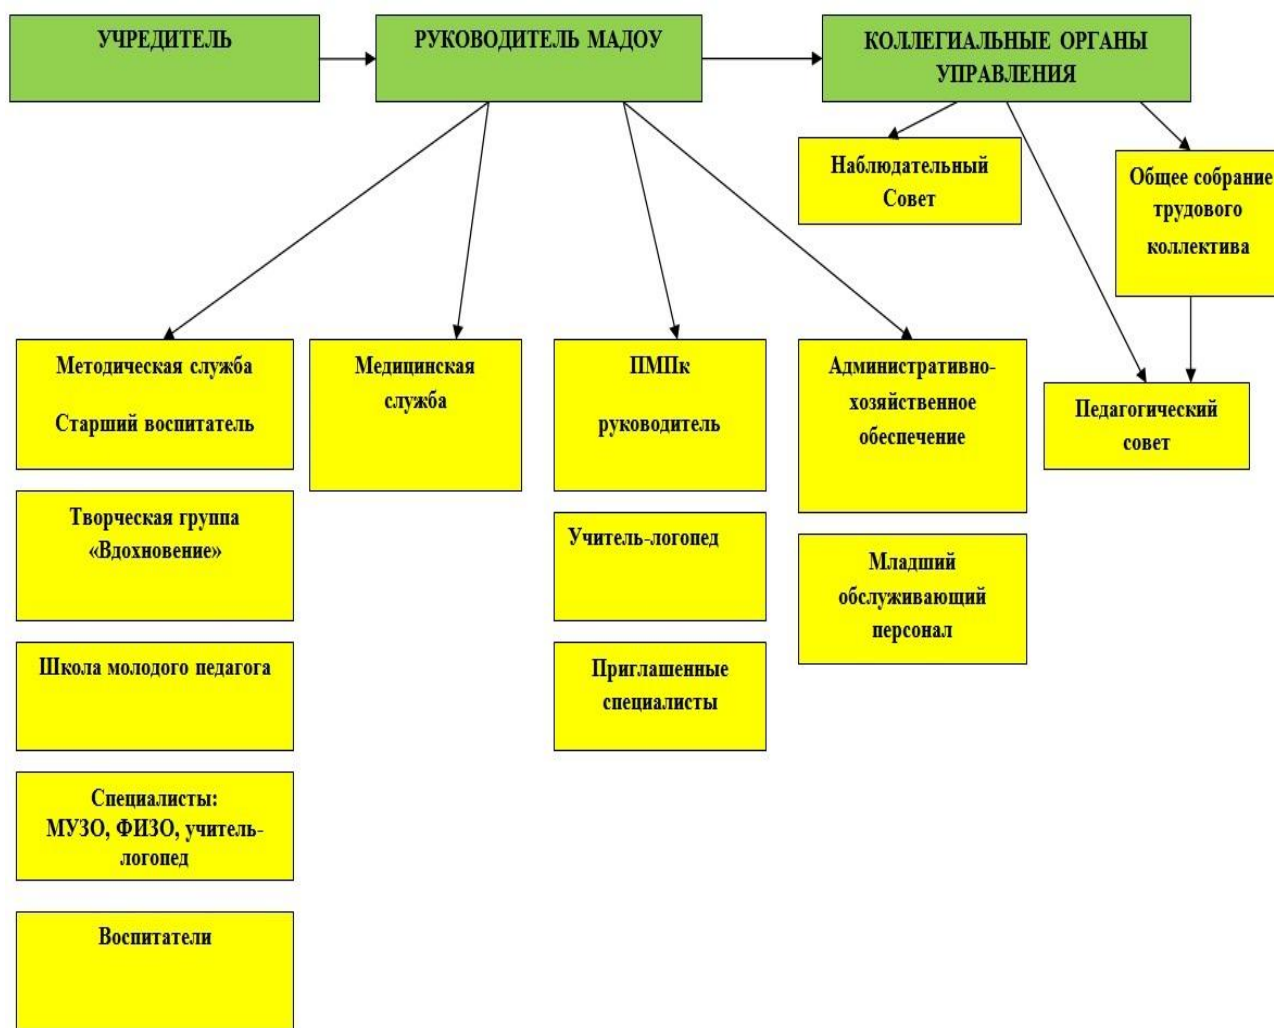 УЧРЕДИТЕЛЬ
РУКОВОДИТЕЛЬ МАДОУ
КОЛЛЕГИАЛЬНЫЕ ОРГАНЫ
УПРАВЛЕНИЯ
Наблюдательный
Совет
Общее собрание
трудового
коллектива
Методическая служба
Старший воспитатель
Медицинская
служба
ПМПк
руководитель
Административно-
хозяйственное
обеспечение
Педагогический
совет
Творческая группа
«Вдохновение»
Учитель-логопед
Младший
обслуживающий
персонал
Школа молодого педагога
Приглашенные
специалисты
Специалисты:
МУЗО, ФИЗО, учитель-
логопед
Воспитатели